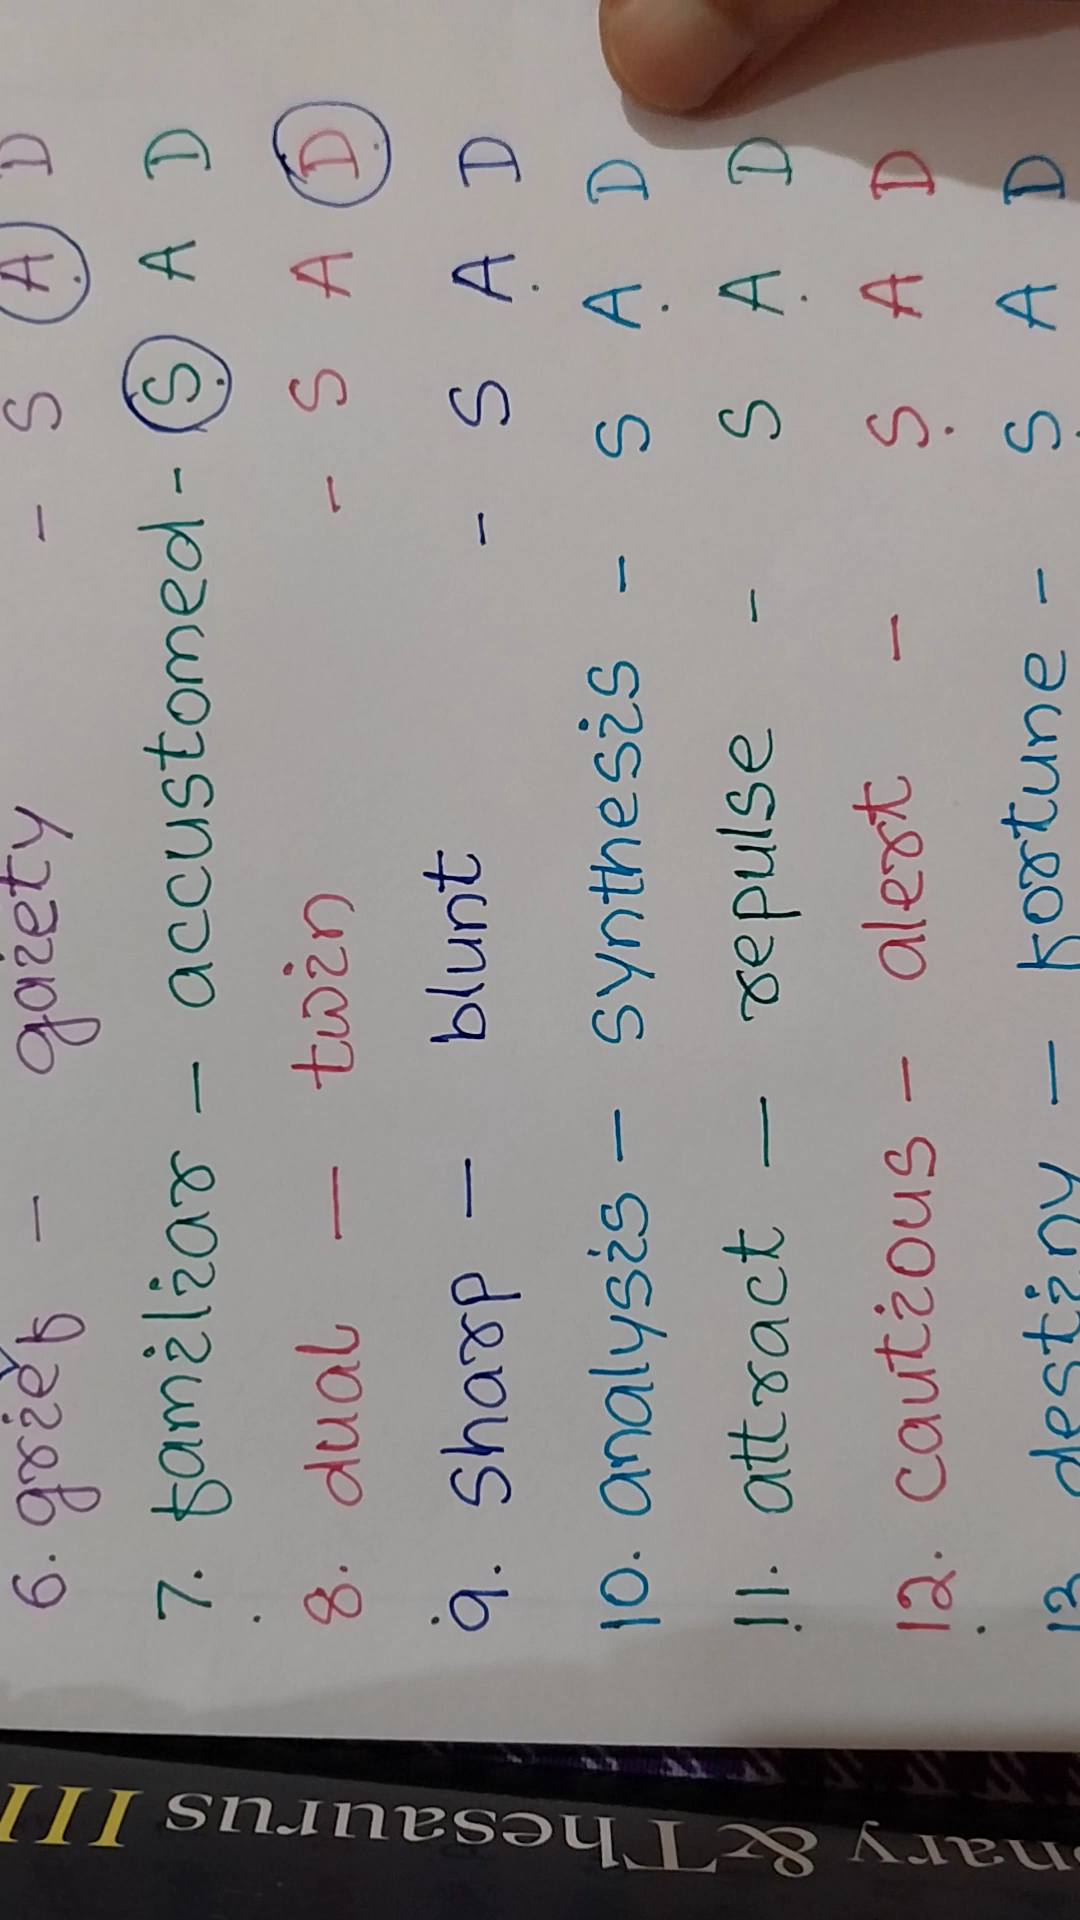 6. grief - gaiety - S A D
7. familiar - accustomed - S A D
8. dual - twin - S A D
9. sharp - blunt - S A D
10. analysis - synthesis - S A D
11. attract - repulse - S A D
12. cautious - alert - S A D
13. destiny - fortune - S A D
& Thesaurus III